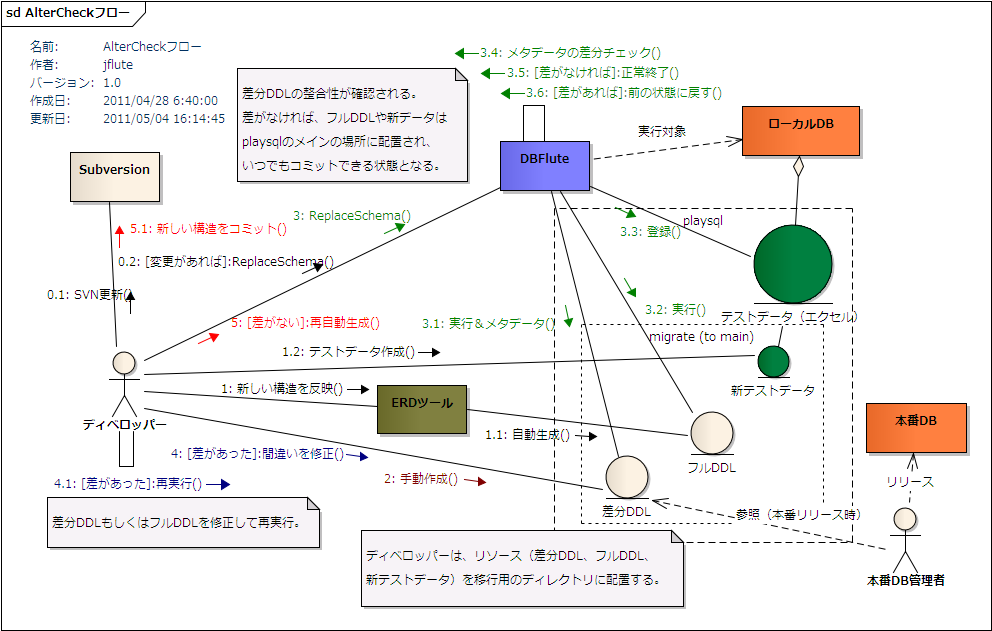 sd AlterCheckフロー
名前: AlterCheckフロー
作者: jflute
バージョン: 1.0
作成日: 2011/04/28 6:40:00
更新日: 2011/05/04 16:14:45
3.4: メタデータの差分チェック()
3.5: [差がなければ]:正常終了()
3.6: [差があれば]:前の状態に戻す()
差分DDLの整合性が確認される。
差がなければ、フルDDLや新データは
playsqlのメインの場所に配置され、
いつでもコミットできる状態となる。
DBFlute
実行対象
ローカルDB
Subversion
3: ReplaceSchema()
5.1: 新しい構造をコミット()
playsql
3.3: 登録()
0.2: [変更があれば]:ReplaceSchema()
0.1: SVN更新()
3.2: 実行()
テストデータ（エクセル）
5: [差がない]:再自動生成()
3.1: 実行＆メタデータ()
migrate (to main)
1.2: テストデータ作成()
新テストデータ
1: 新しい構造を反映()
ERDツール
本番DB
ディベロッパー
1.1: 自動生成()
4: [差があった]:間違いを修正()
フルDDL
2: 手動作成()
リリース
4.1: [差があった]:再実行()
差分DDL
参照（本番リリース時）
差分DDLもしくはフルDDLを修正して再実行。
ディベロッパーは、リソース（差分DDL、フルDDL、
新テストデータ）を移行用のディレクトリに配置する。
本番DB管理者